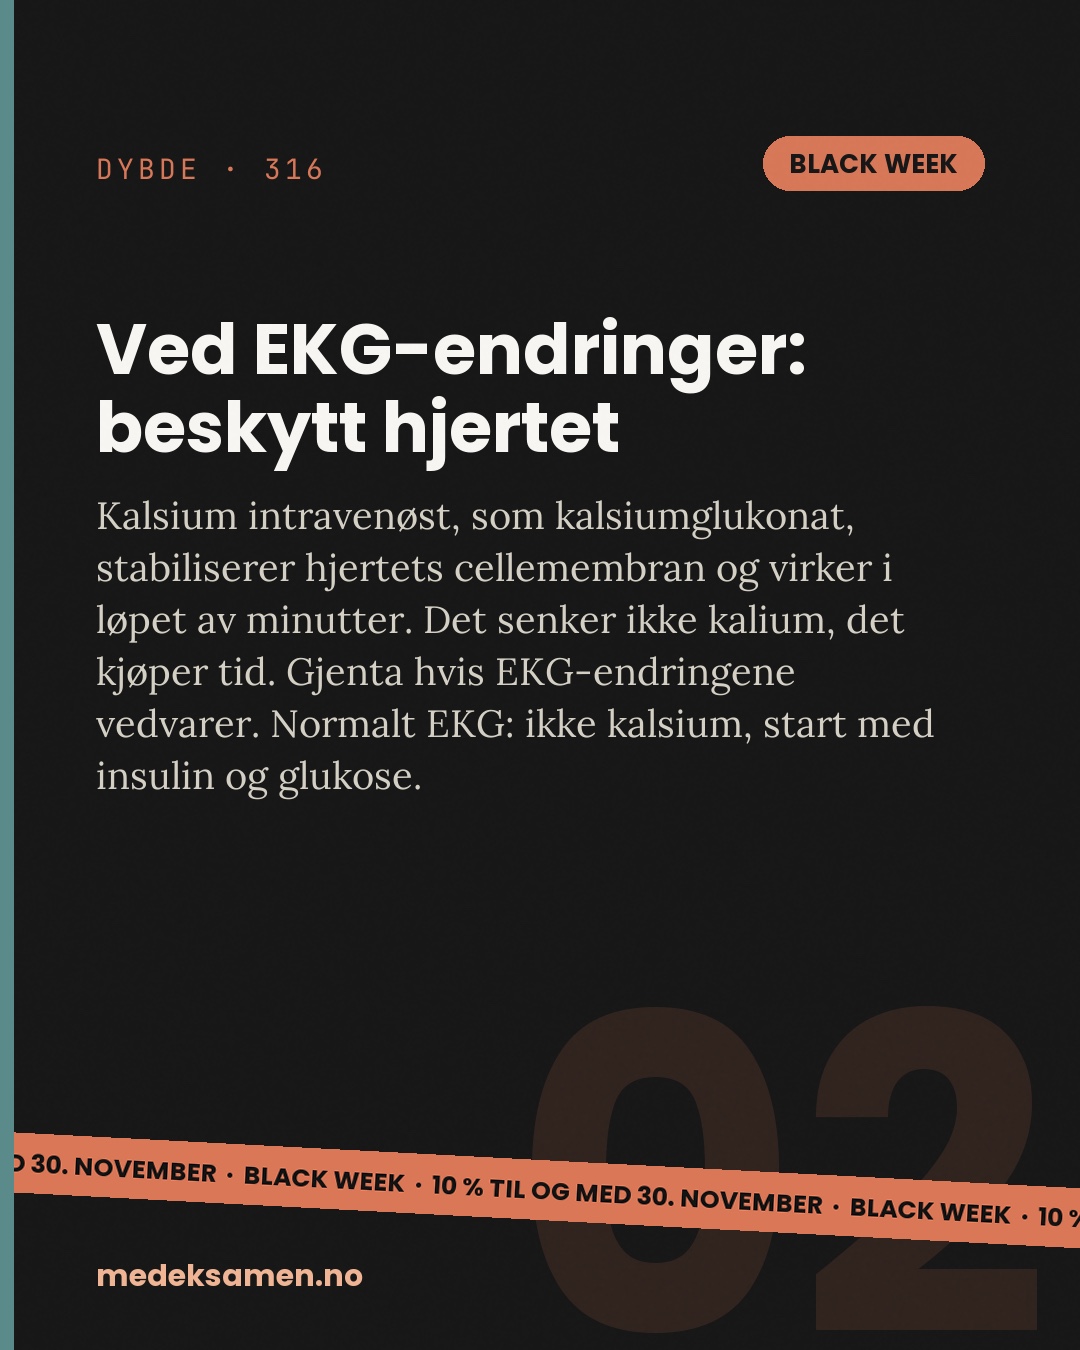 DYBDE · 316
BLACK WEEK
Ved EKG-endringer:
beskytt hjertet
Kalsium intravenøst, som kalsiumglukonat,
stabiliserer hjertets cellemembran og virker i
løpet av minutter. Det senker ikke kalium, det
kjøper tid. Gjenta hvis EKG-endringene
vedvarer. Normalt EKG: ikke kalsium, start med
insulin og glukose.
02
D 30. NOVEMBER · BLACK WEEK · 10 % TIL OG MED 30. NOVEMBER · BLACK WEEK · 10 %
medeksamen.no